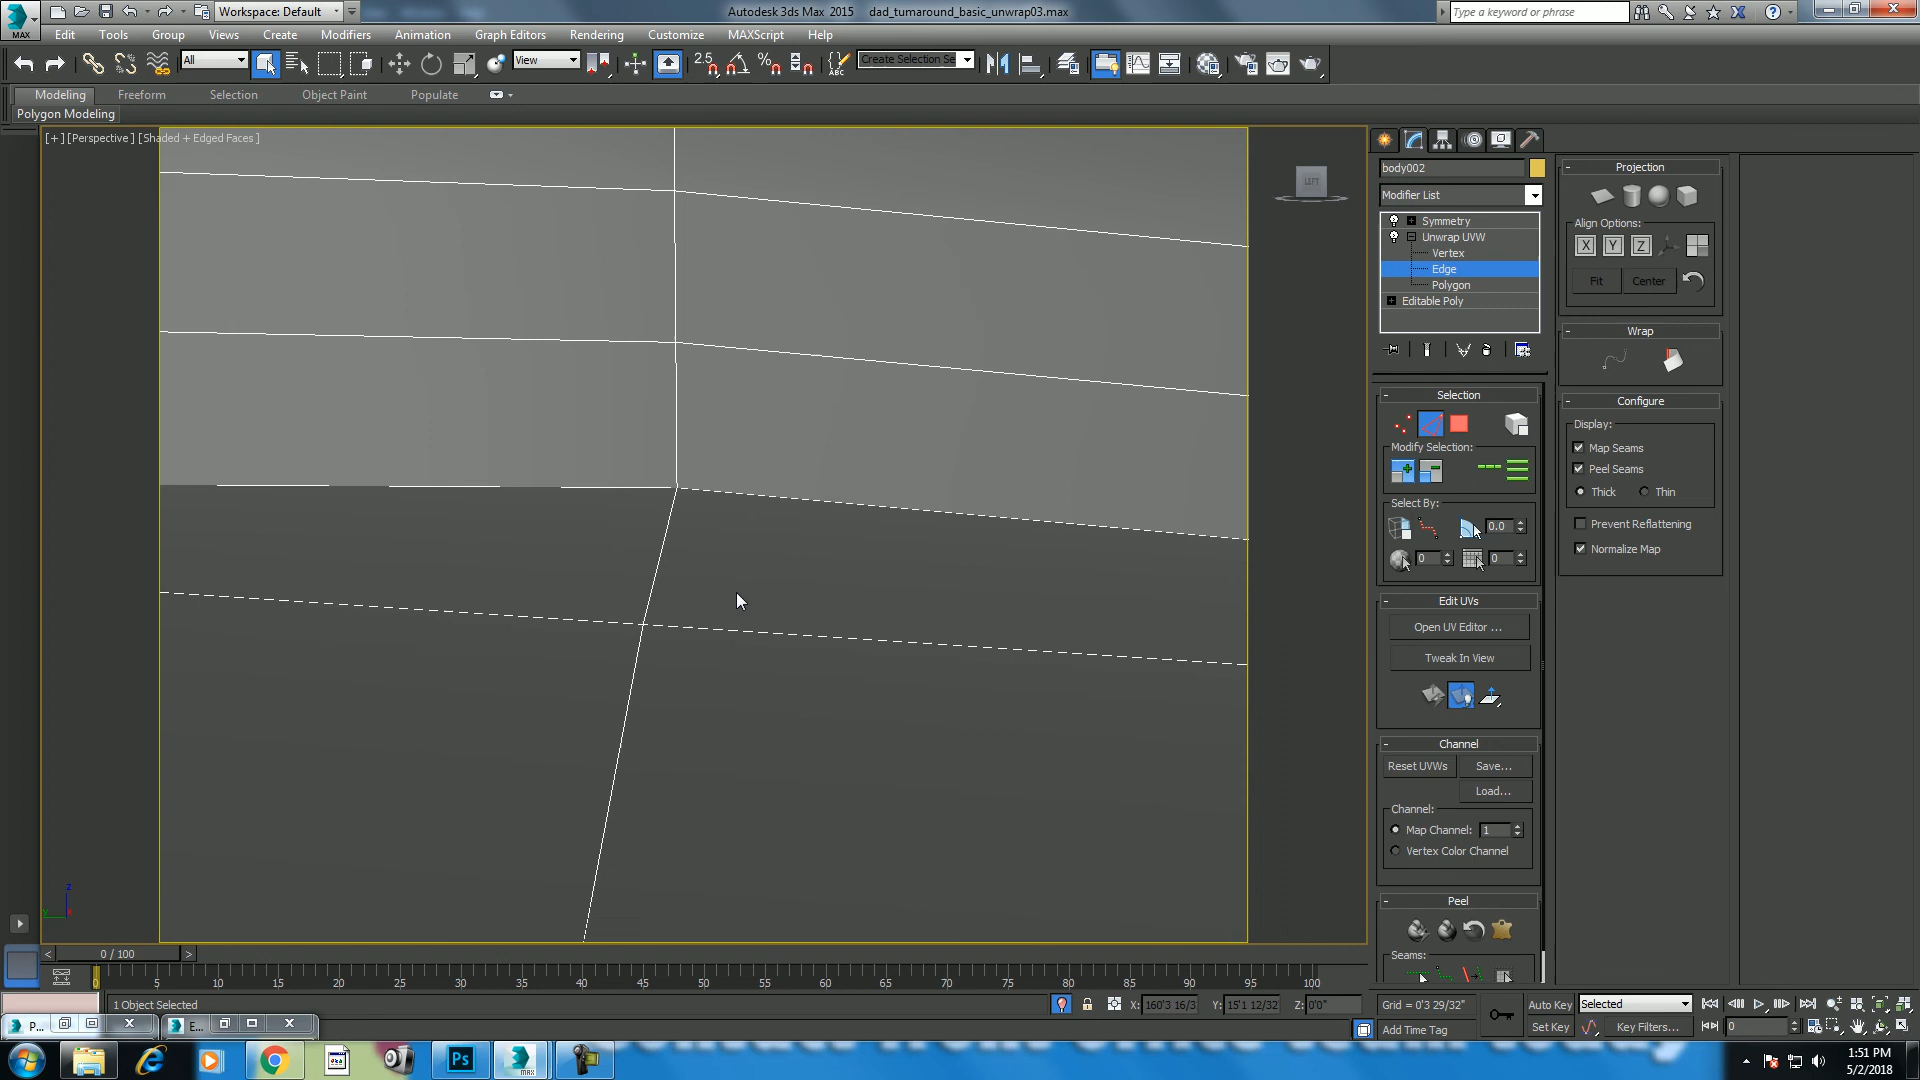 Workspace: Default
Autodesk 3ds Max 2015    dad_turnaround_basic_unwrap03.max
Type a keyword or phrase
MAX
Edit Tools Group Views Create Modifiers Animation Graph Editors Rendering Customize MAXScript Help
All
View
2.5
Create Selection Se
Modeling Freeform Selection Object Paint Populate
Polygon Modeling
[+] [Perspective] [Shaded + Edged Faces]
LEFT
body002
Modifier List
Symmetry
Unwrap UVW
Vertex
Edge
Polygon
Editable Poly
Selection
Modify Selection:
Select By:
0.0
0
0
Edit UVs
Open UV Editor ...
Tweak In View
Channel
Reset UVWs Save...
Load...
Channel:
Map Channel: 1
Vertex Color Channel
Peel
Seams:
Projection
Align Options:
X Y Z
Fit Center
Wrap
Configure
Display:
Map Seams
Peel Seams
Thick Thin
Prevent Reflattening
Normalize Map
z
y
x
< 0 / 100 >
0 5 10 15 20 25 30 35 40 45 50 55 60 65 70 75 80 85 90 95 100
1 Object Selected
X: 160'3 16/3 Y: 15'1 12/32 Z: 0'0" Grid = 0'3 29/32"
Auto Key Selected
Set Key Key Filters... 0
Add Time Tag
P... E...
Ps
MAX
1:51 PM
5/2/2018